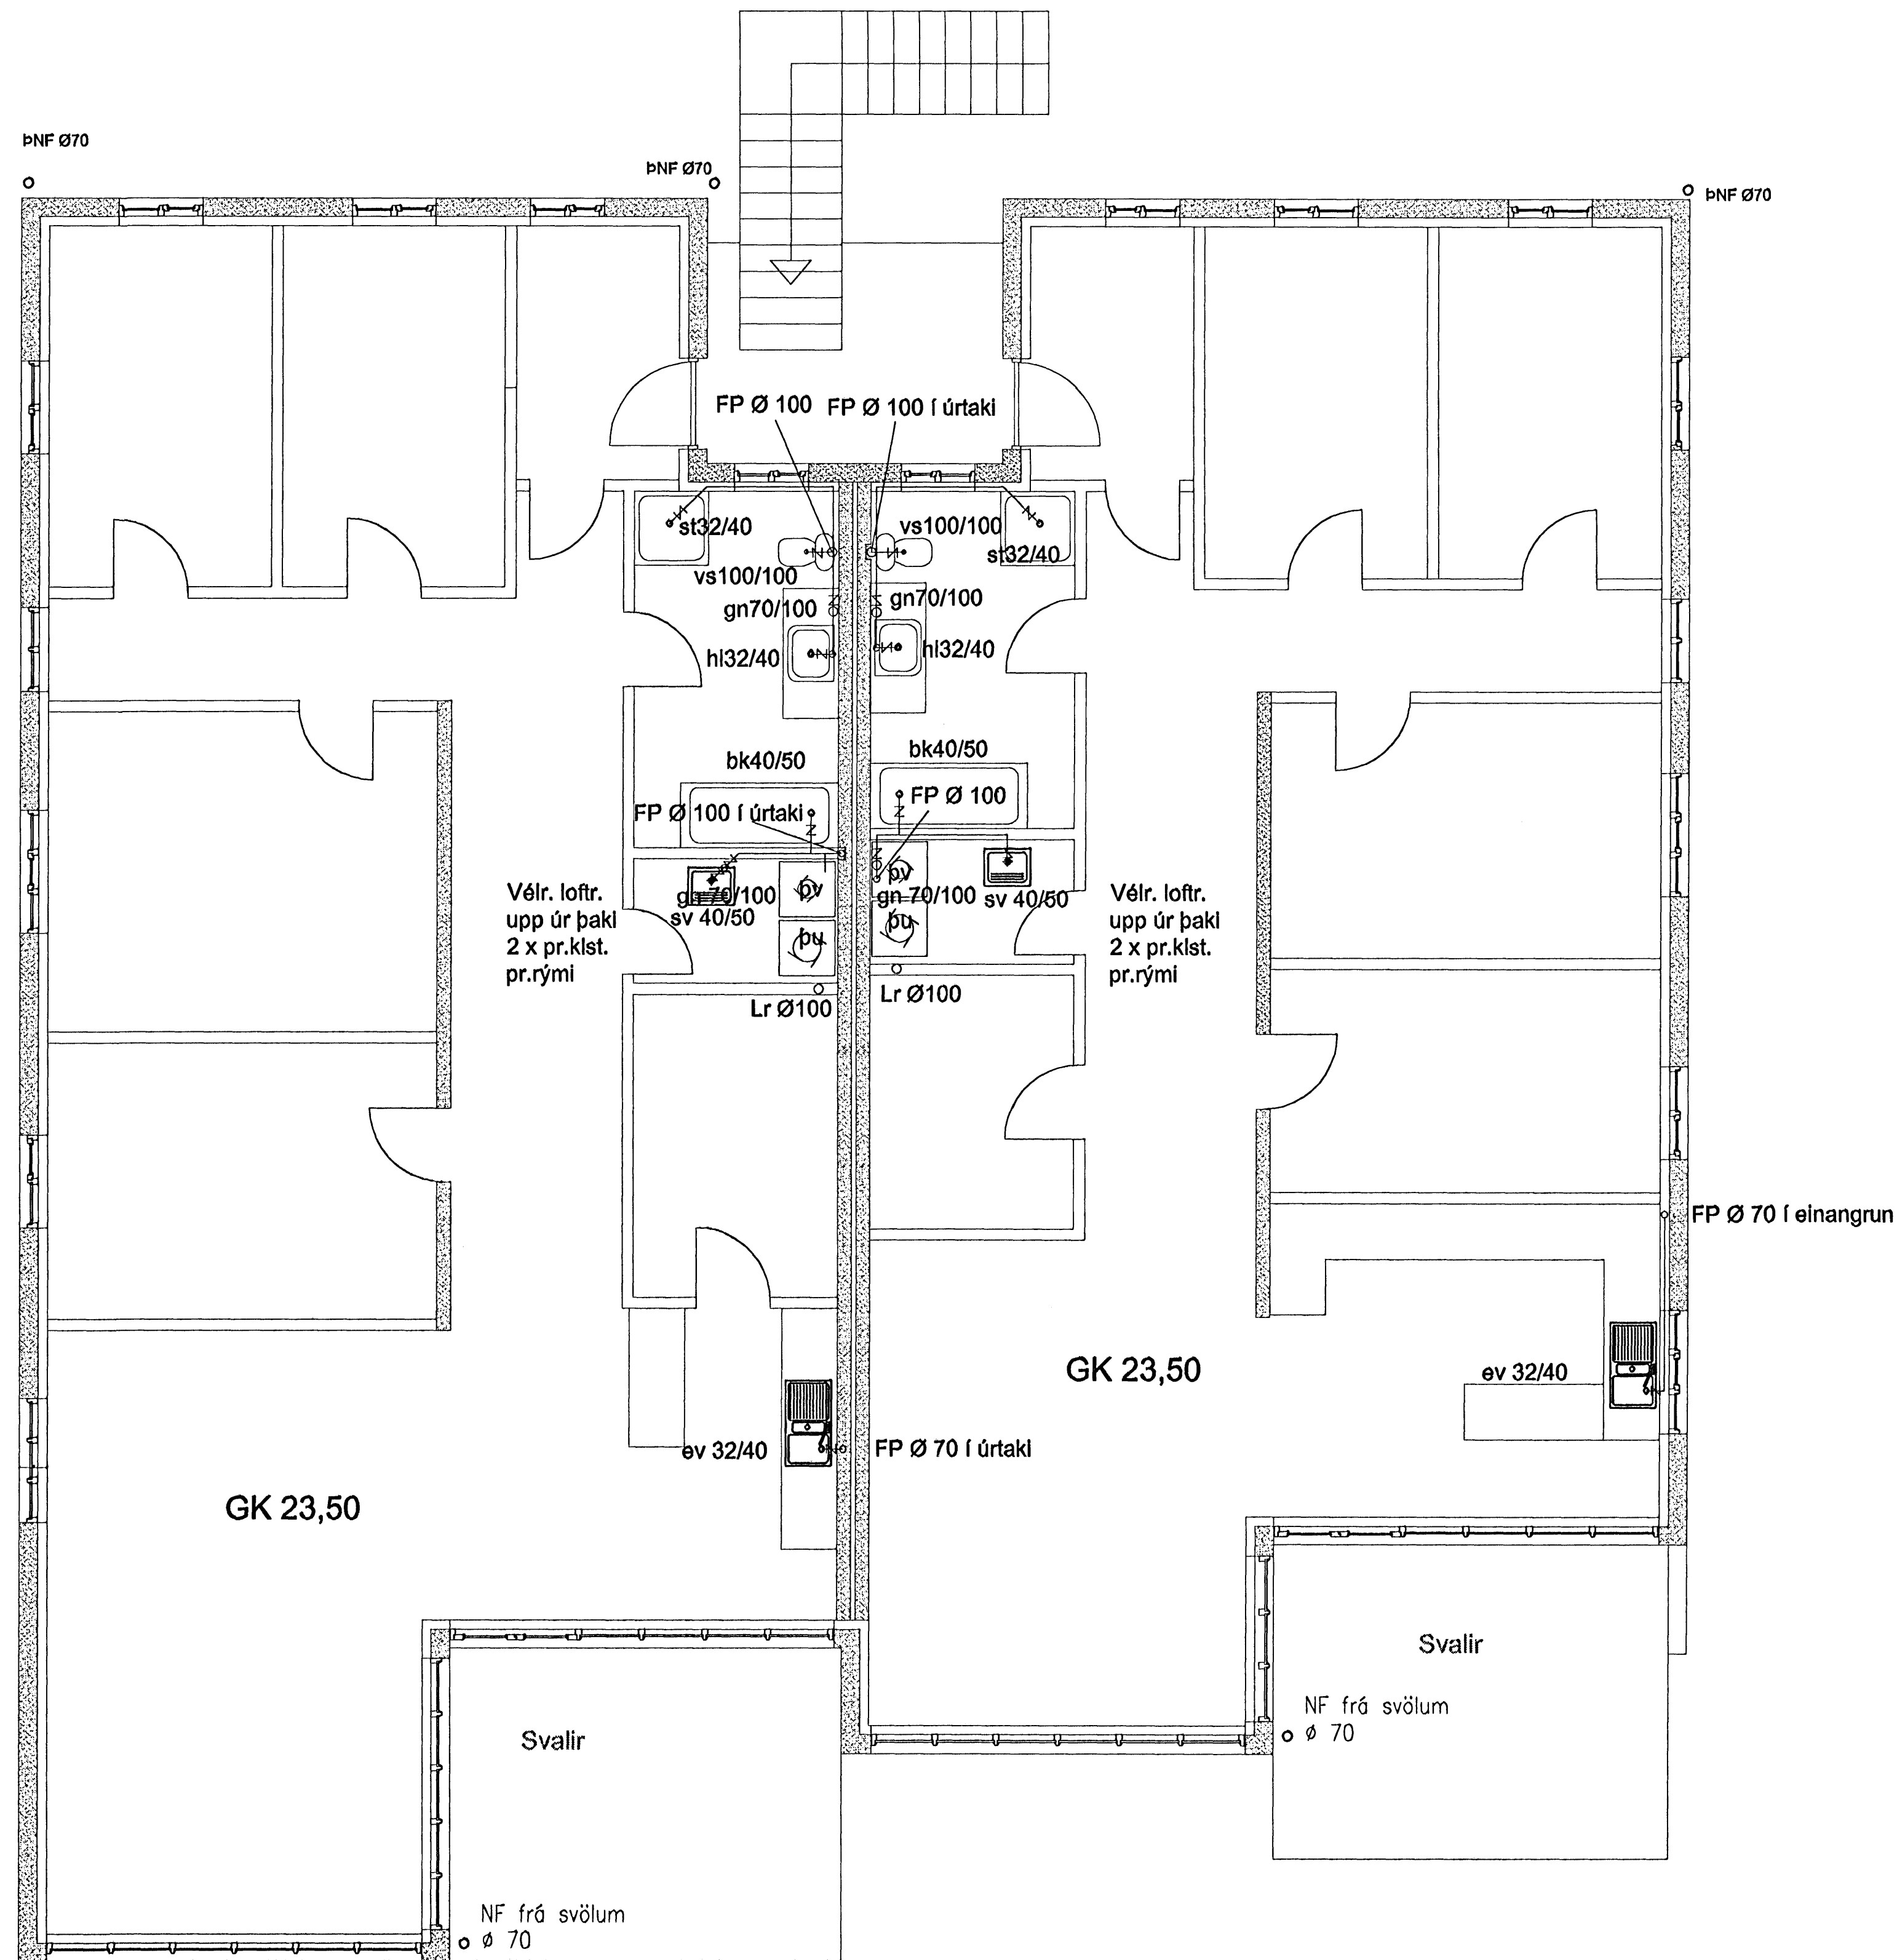 ÞNF Ø70
ÞNF Ø70
ÞNF Ø70
FP Ø 100
FP Ø 100 í úrtaki
st32/40
vs100/100
vs100/100
st32/40
gn70/100
gn70/100
hl32/40
hl32/40
bk40/50
bk40/50
FP Ø 100 í úrtaki
FP Ø 100
Vélr. loftr.
upp úr þaki
2 x pr.klst.
pr.rými
gn 70/100
sv 40/50
þv
þu
þv
gn 70/100
þu
sv 40/50
Vélr. loftr.
upp úr þaki
2 x pr.klst.
pr.rými
Lr Ø100
Lr Ø100
FP Ø 70 í einangrun
GK 23,50
ev 32/40
ev 32/40
FP Ø 70 í úrtaki
GK 23,50
Svalir
NF frá svölum
Ø 70
Svalir
NF frá svölum
Ø 70